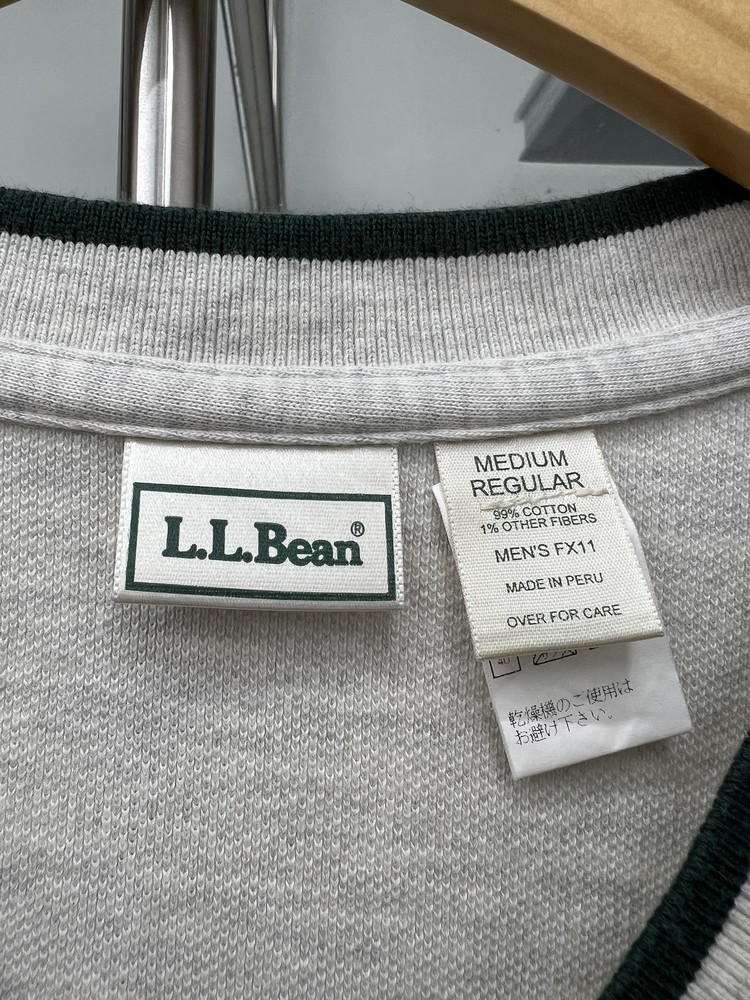 L.L.Bean®
MEDIUM
REGULAR
99% COTTON
1% OTHER FIBERS
MEN'S FX11
MADE IN PERU
OVER FOR CARE
40
乾燥機のご使用は
お避け下さい。